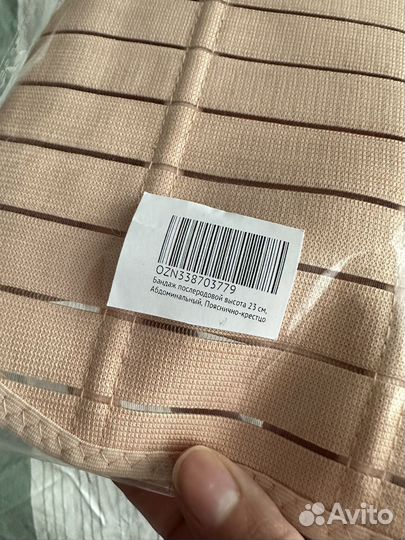 OZN338703779
Бандаж послеродовой высота 23 см,
Абдоминальный, Пояснично-крестцо
Avito